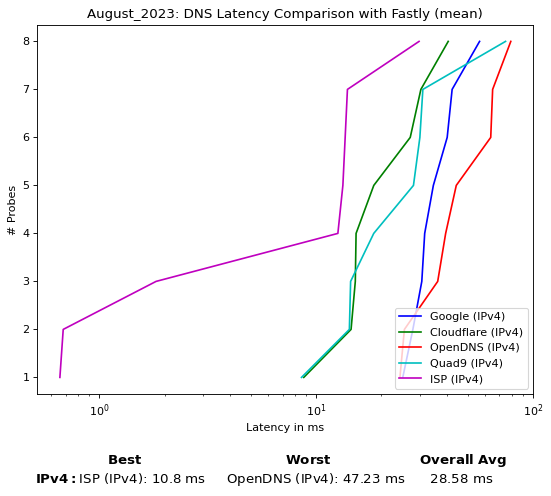 August_2023: DNS Latency Comparison with Fastly (mean)
8
7
6
5
4
3
2
1
# Probes
Google (IPv4)
Cloudflare (IPv4)
OpenDNS (IPv4)
Quad9 (IPv4)
ISP (IPv4)
10⁰ 10¹ 10²
Latency in ms
Best Worst Overall Avg
IPv4: ISP (IPv4): 10.8 ms OpenDNS (IPv4): 47.23 ms 28.58 ms